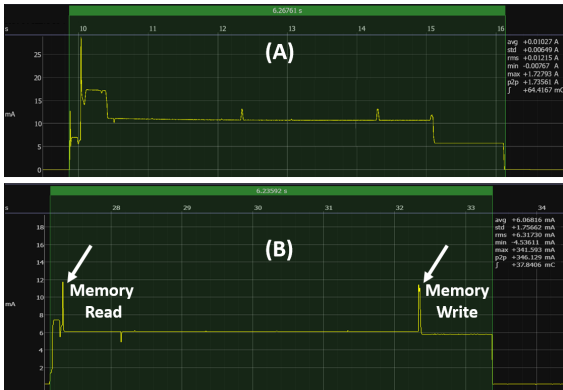 6.26761 s
s 10 11 12 13 14 15 16
(A)
avg +0.01027 A
std +0.00649 A
rms +0.01215 A
min -0.00767 A
max +1.72793 A
p2p +1.73561 A
∫ +64.4167 mC
25
20
15
mA
10
5
0
6.23592 s
s 28 29 30 31 32 33 34
(B)
avg +6.06816 mA
std +1.75662 mA
rms +6.31730 mA
min -4.53611 mA
max +341.593 mA
p2p +346.129 mA
∫ +37.8406 mC
18
16
14
12
Memory
Read
Memory
Write
10
mA
8
6
4
2